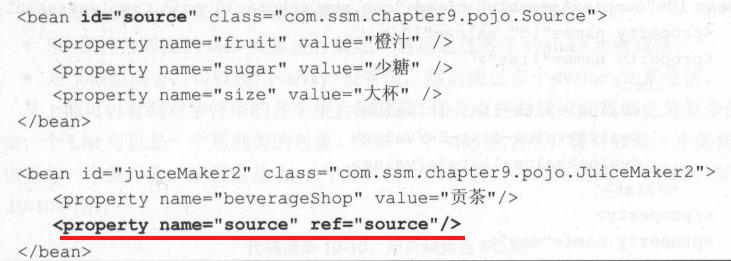 <bean id="source" class="com.ssm.chapter9.pojo.Source">
<property name="fruit" value="橙汁" />
<property name="sugar" value="少糖" />
<property name="size" value="大杯" />
</bean>
<bean id="juiceMaker2" class="com.ssm.chapter9.pojo.JuiceMaker2">
<property name="beverageShop" value="贡茶"/>
<property name="source" ref="source"/>
</bean>